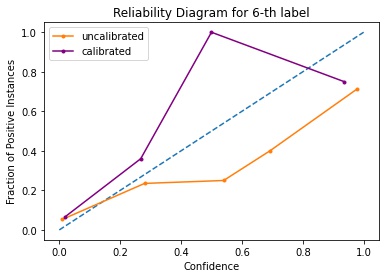 Reliability Diagram for 6-th label
uncalibrated
calibrated
Fraction of Positive Instances
1.0
0.8
0.6
0.4
0.2
0.0
0.0 0.2 0.4 0.6 0.8 1.0
Confidence